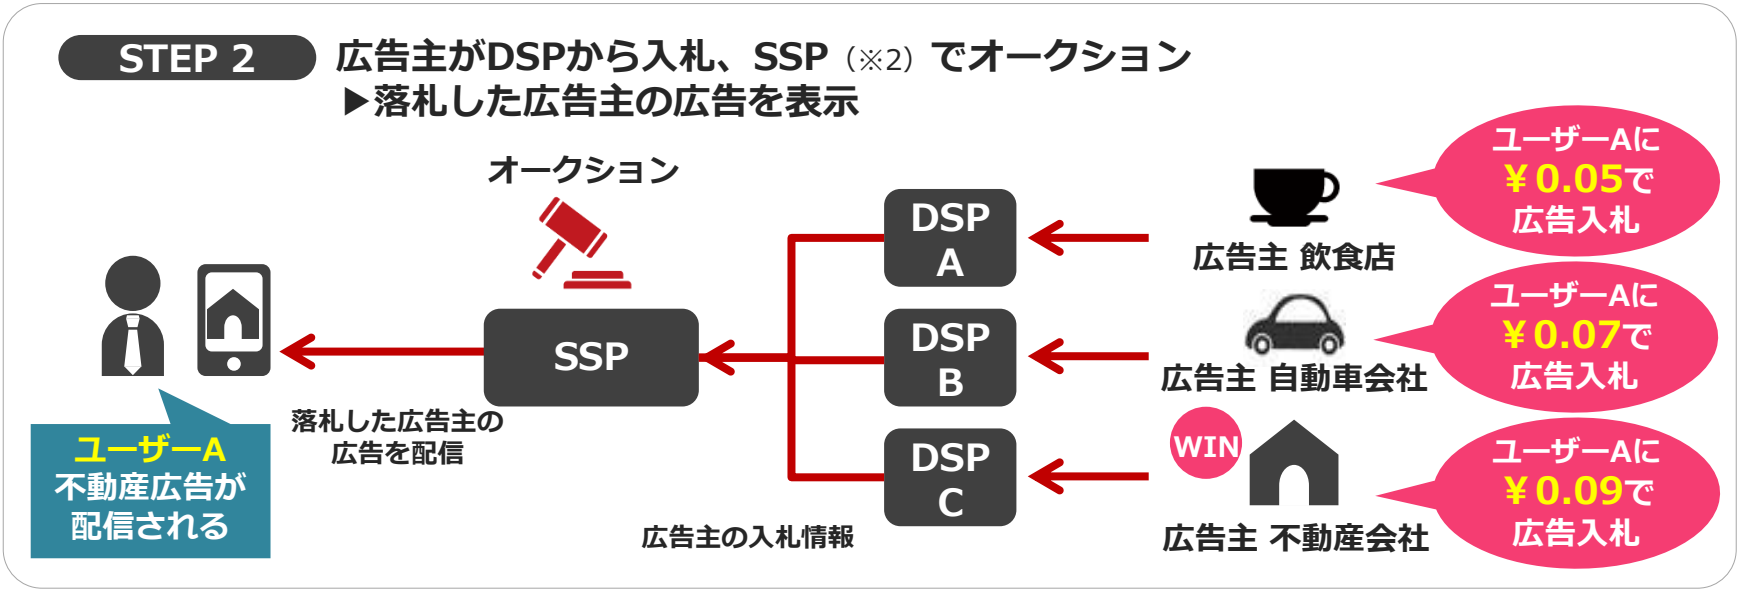 STEP 2
広告主がDSPから入札、SSP（※2）でオークション
▶落札した広告主の広告を表示
オークション
DSP
A
広告主 飲食店
ユーザーAに
￥0.05で
広告入札
SSP
DSP
B
広告主 自動車会社
ユーザーAに
￥0.07で
広告入札
落札した広告主の
広告を配信
ユーザーA
不動産広告が
配信される
DSP
C
広告主の入札情報
WIN
広告主 不動産会社
ユーザーAに
￥0.09で
広告入札